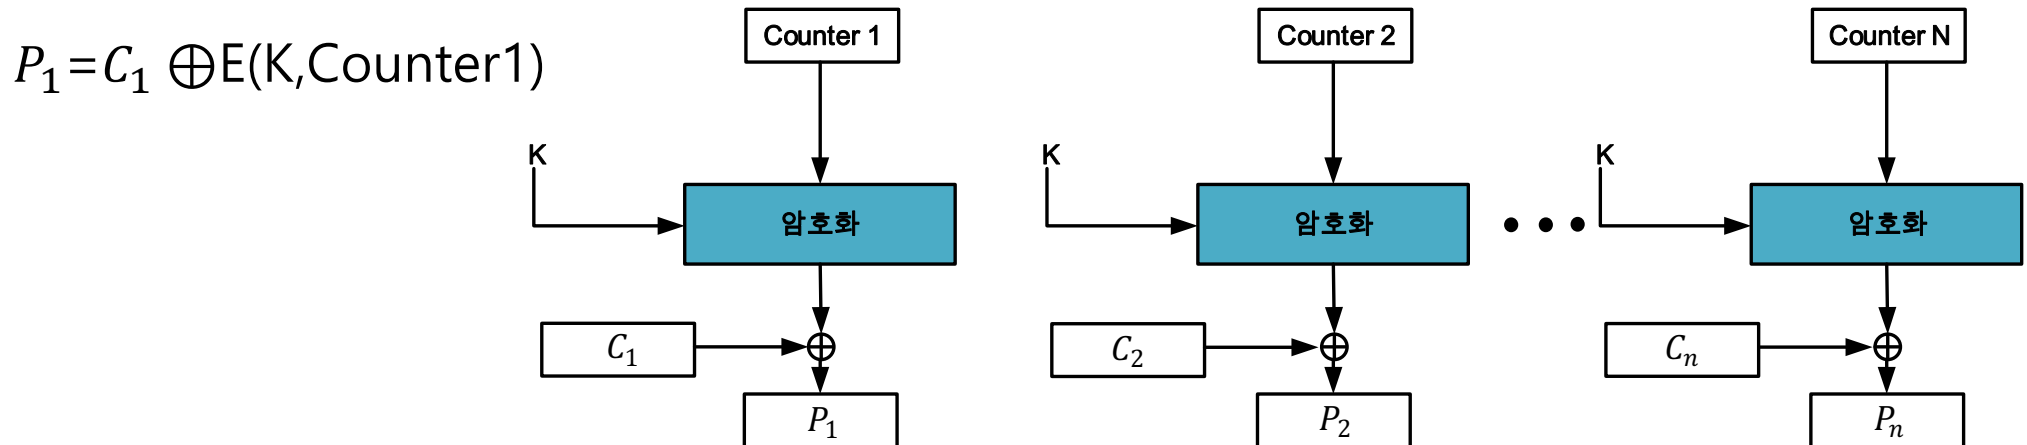 P₁=C₁ ⊕E(K,Counter1)
Counter 1
Counter 2
Counter N
K
K
K
암호화
암호화
● ● ●
암호화
C₁
C₂
Cₙ
P₁
P₂
Pₙ